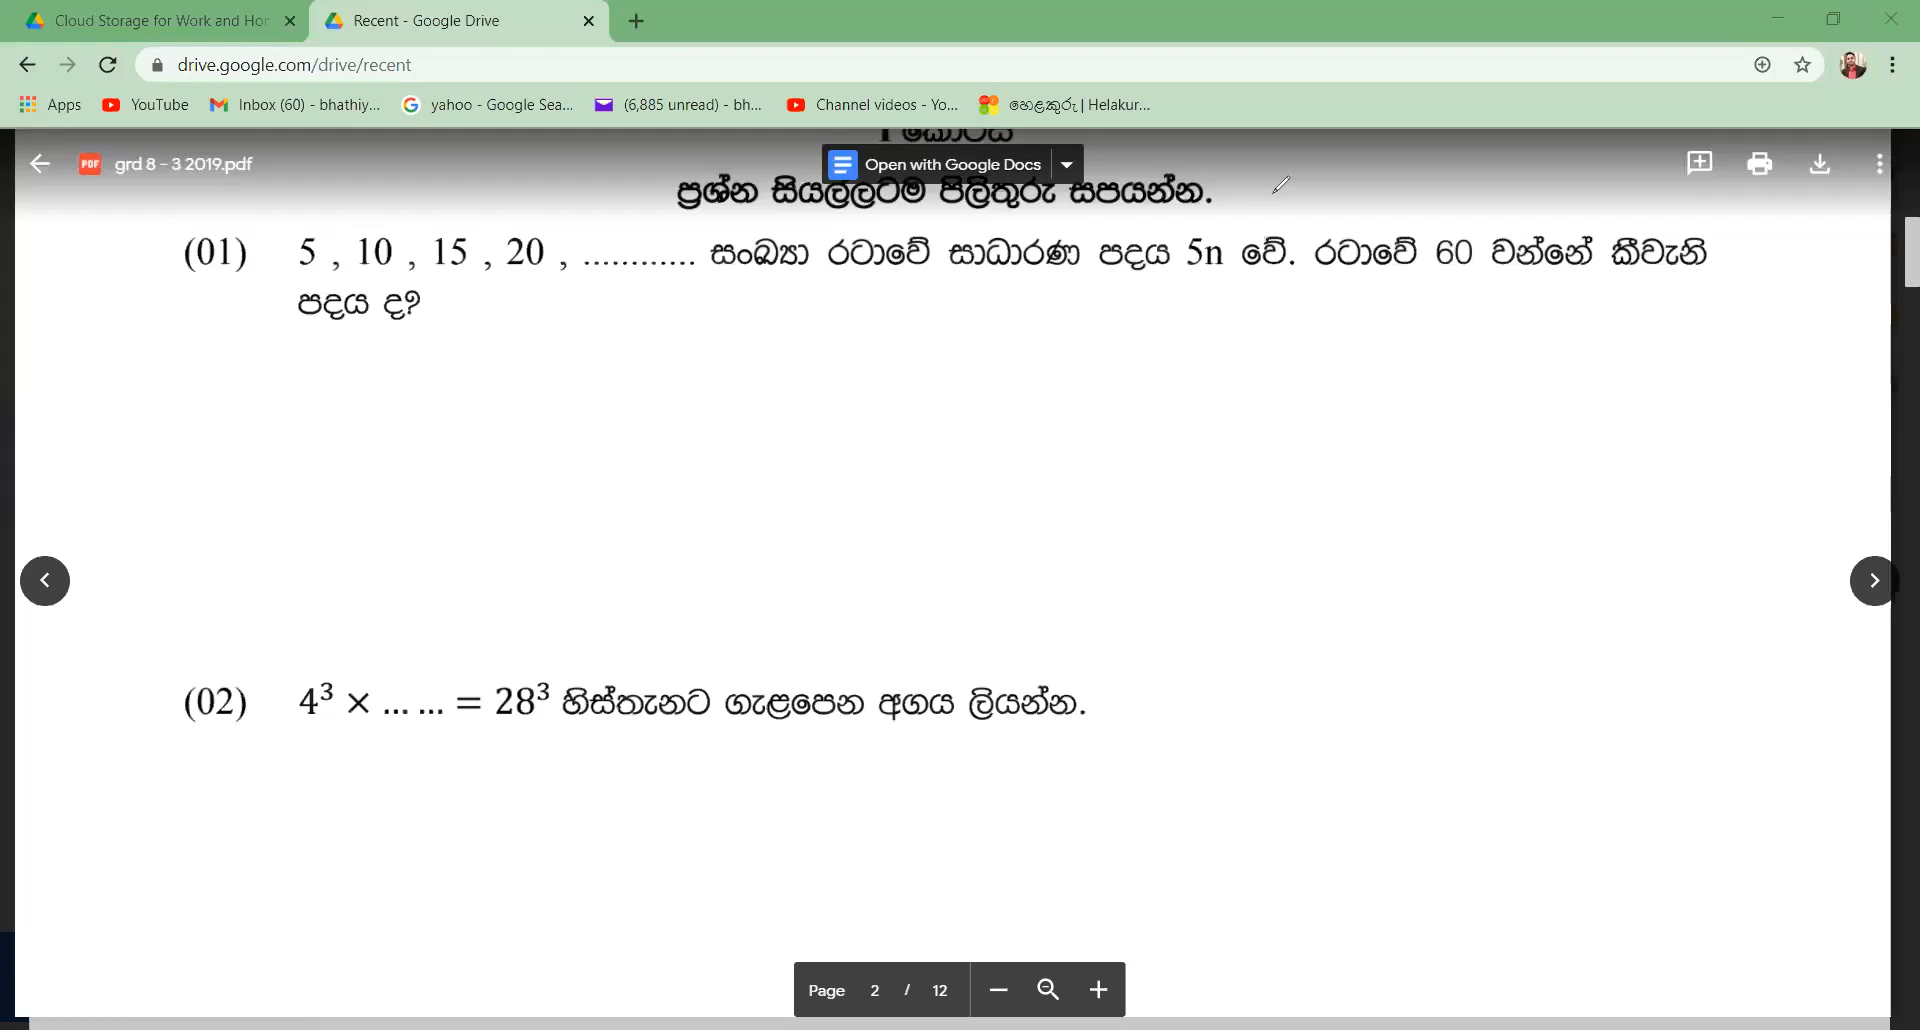 Cloud Storage for Work and Hor
Recent - Google Drive
drive.google.com/drive/recent
Apps
YouTube
Inbox (60) - bhathiy...
yahoo - Google Sea...
(6,885 unread) - bh...
Channel videos - Yo...
හෙළකුරු | Helakur...
I කොටස
PDF
grd 8 - 3 2019.pdf
Open with Google Docs
ප්‍රශ්න සියල්ලටම පිලිතුරු සපයන්න.
(01) 5 , 10 , 15 , 20 , ............ සංඛ්‍යා රටාවේ සාධාරණ පදය 5n වේ. රටාවේ 60 වන්නේ කීවැනි
පදය ද?
(02) 4³ × ... ... = 28³ හිස්තැනට ගැළපෙන අගය ලියන්න.
Page 2 / 12